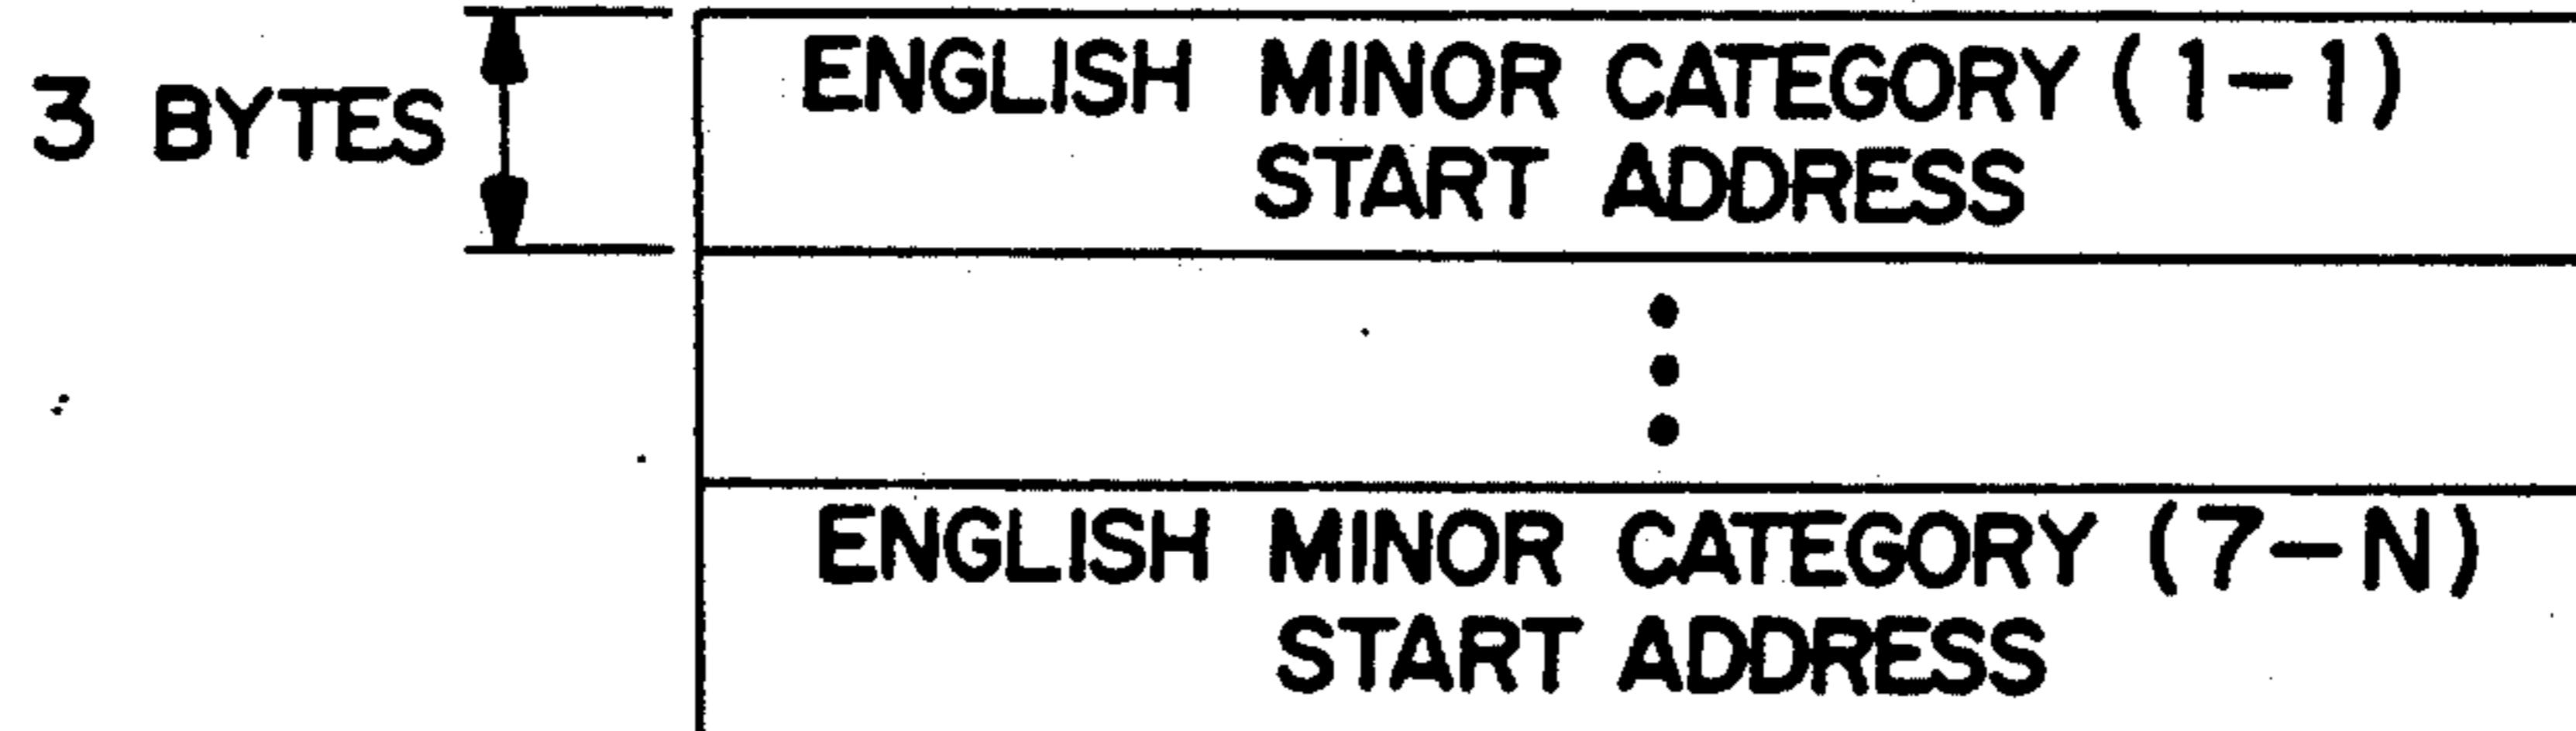 3 BYTES
ENGLISH MINOR CATEGORY (1-1)
START ADDRESS
ENGLISH MINOR CATEGORY (7-N)
START ADDRESS